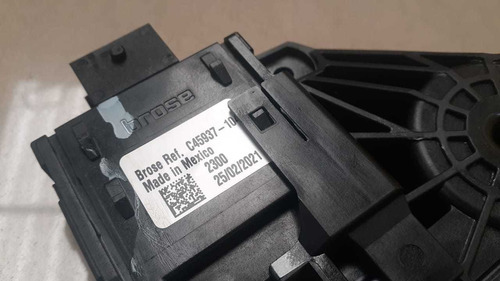 brose
Brose Ref. C45937-10
Made in Mexico
2300
25/02/2021